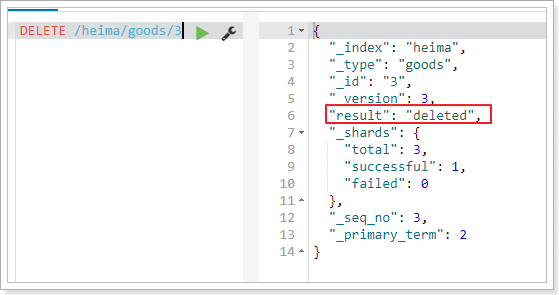 DELETE /heima/goods/3
1 {
2 "_index": "heima",
3 "_type": "goods",
4 "_id": "3",
5 "_version": 3,
6 "result": "deleted",
7 "_shards": {
8 "total": 3,
9 "successful": 1,
10 "failed": 0
11 },
12 "_seq_no": 3,
13 "_primary_term": 2
14 }